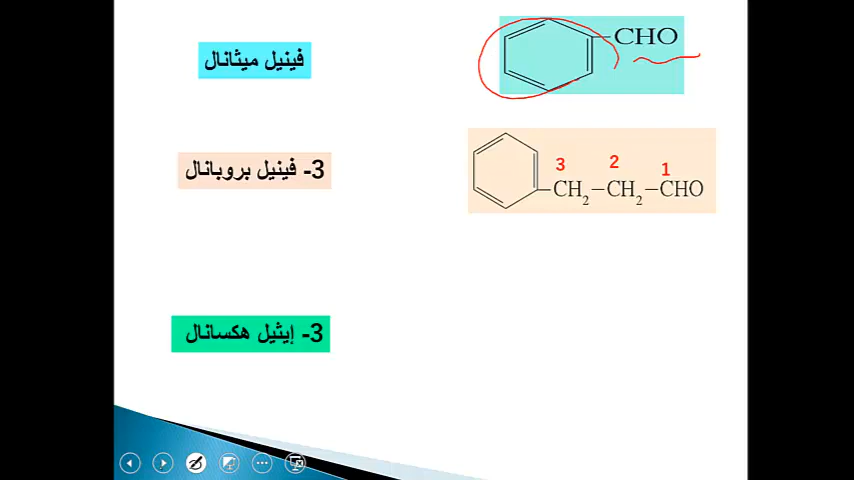 فينيل ميثانال
CHO
3- فينيل بروبانال
3 2 1
CH2–CH2–CHO
3- إيثيل هكسانال